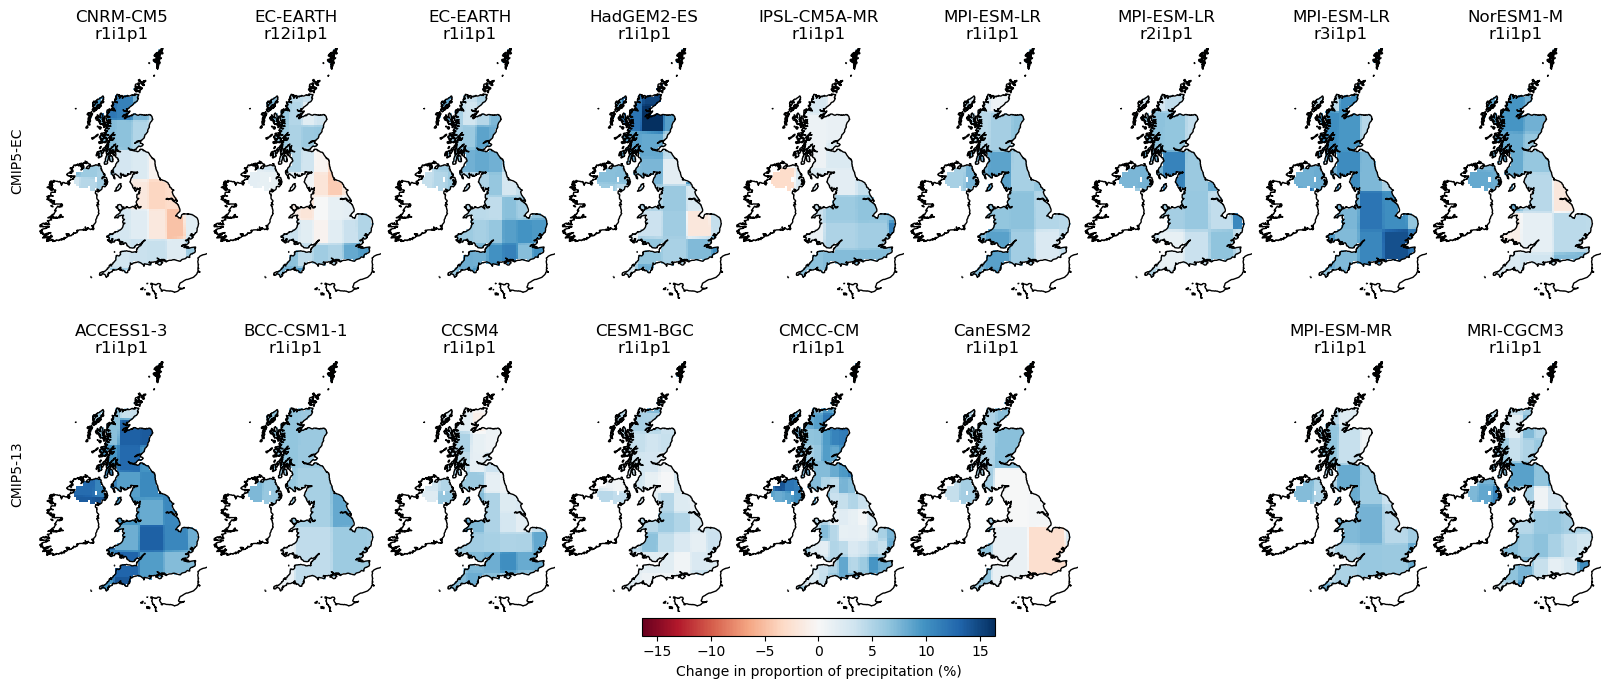 CNRM-CM5
r1i1p1
EC-EARTH
r12i1p1
EC-EARTH
r1i1p1
HadGEM2-ES
r1i1p1
IPSL-CM5A-MR
r1i1p1
MPI-ESM-LR
r1i1p1
MPI-ESM-LR
r2i1p1
MPI-ESM-LR
r3i1p1
NorESM1-M
r1i1p1
CMIP5-EC
ACCESS1-3
r1i1p1
BCC-CSM1-1
r1i1p1
CCSM4
r1i1p1
CESM1-BGC
r1i1p1
CMCC-CM
r1i1p1
CanESM2
r1i1p1
MPI-ESM-MR
r1i1p1
MRI-CGCM3
r1i1p1
CMIP5-13
−15 −10 −5 0 5 10 15
Change in proportion of precipitation (%)